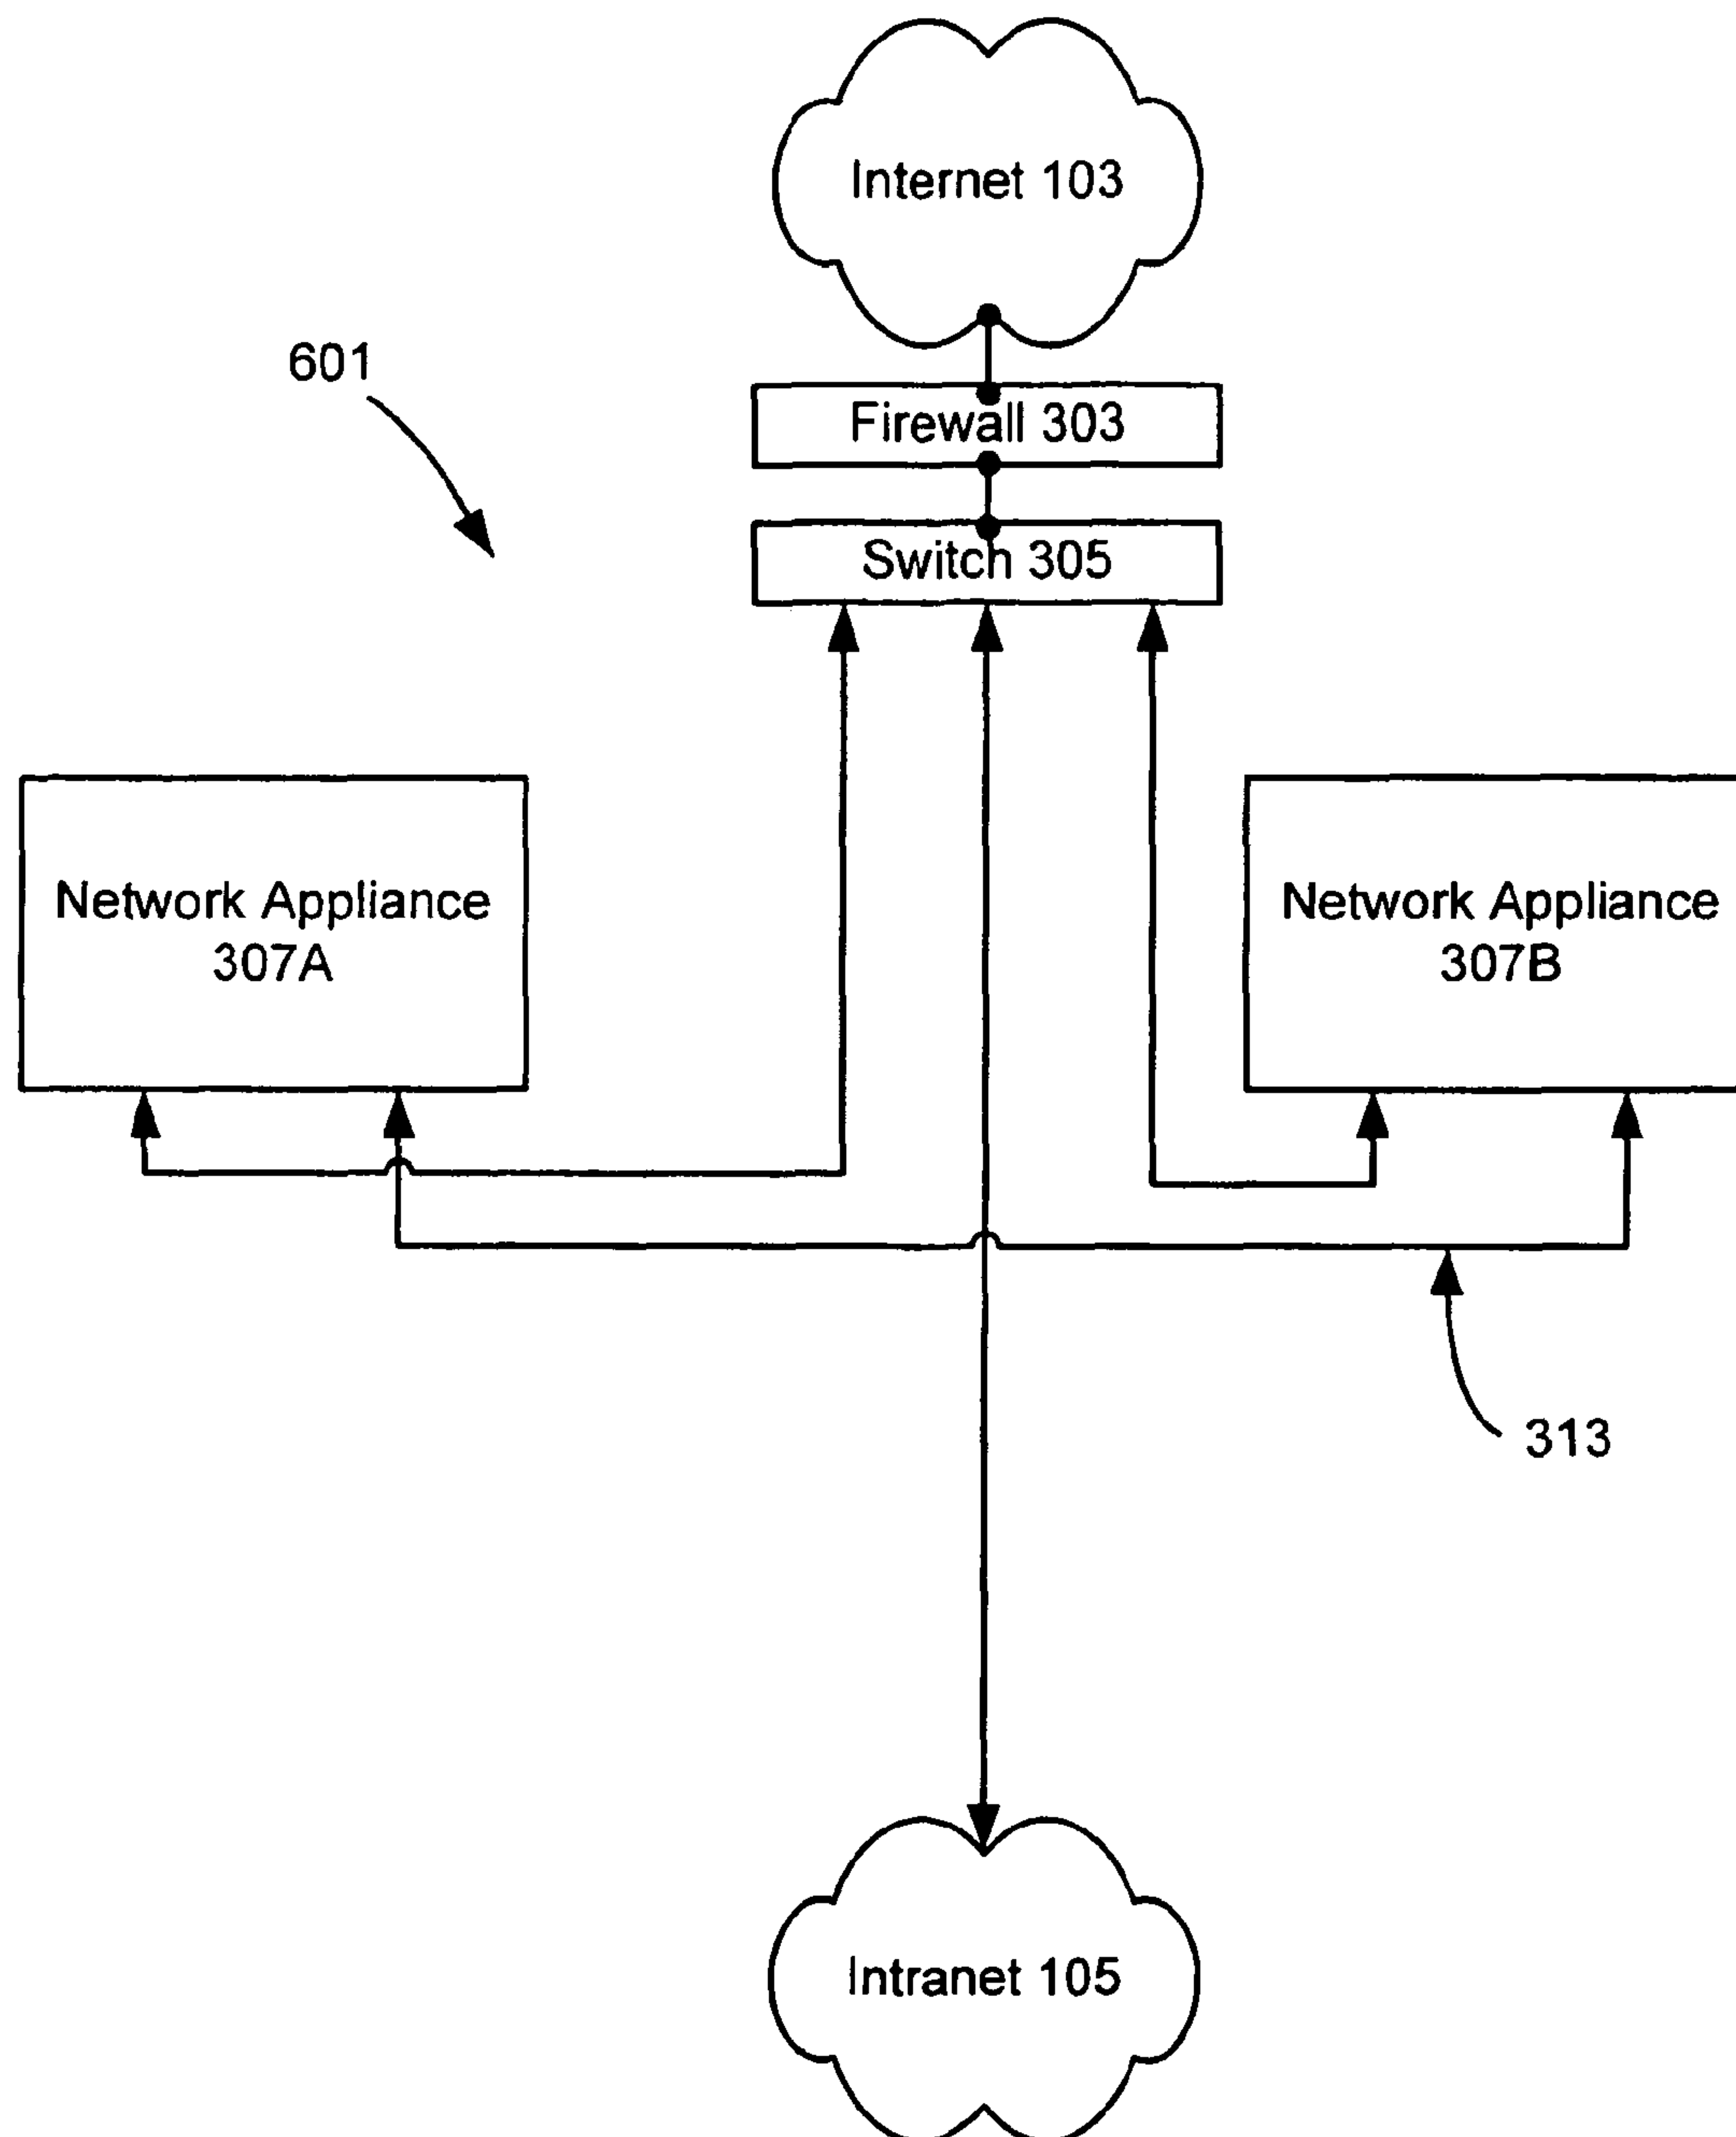 Internet 103
601
Firewall 303
Switch 305
Network Appliance
307A
Network Appliance
307B
313
Intranet 105